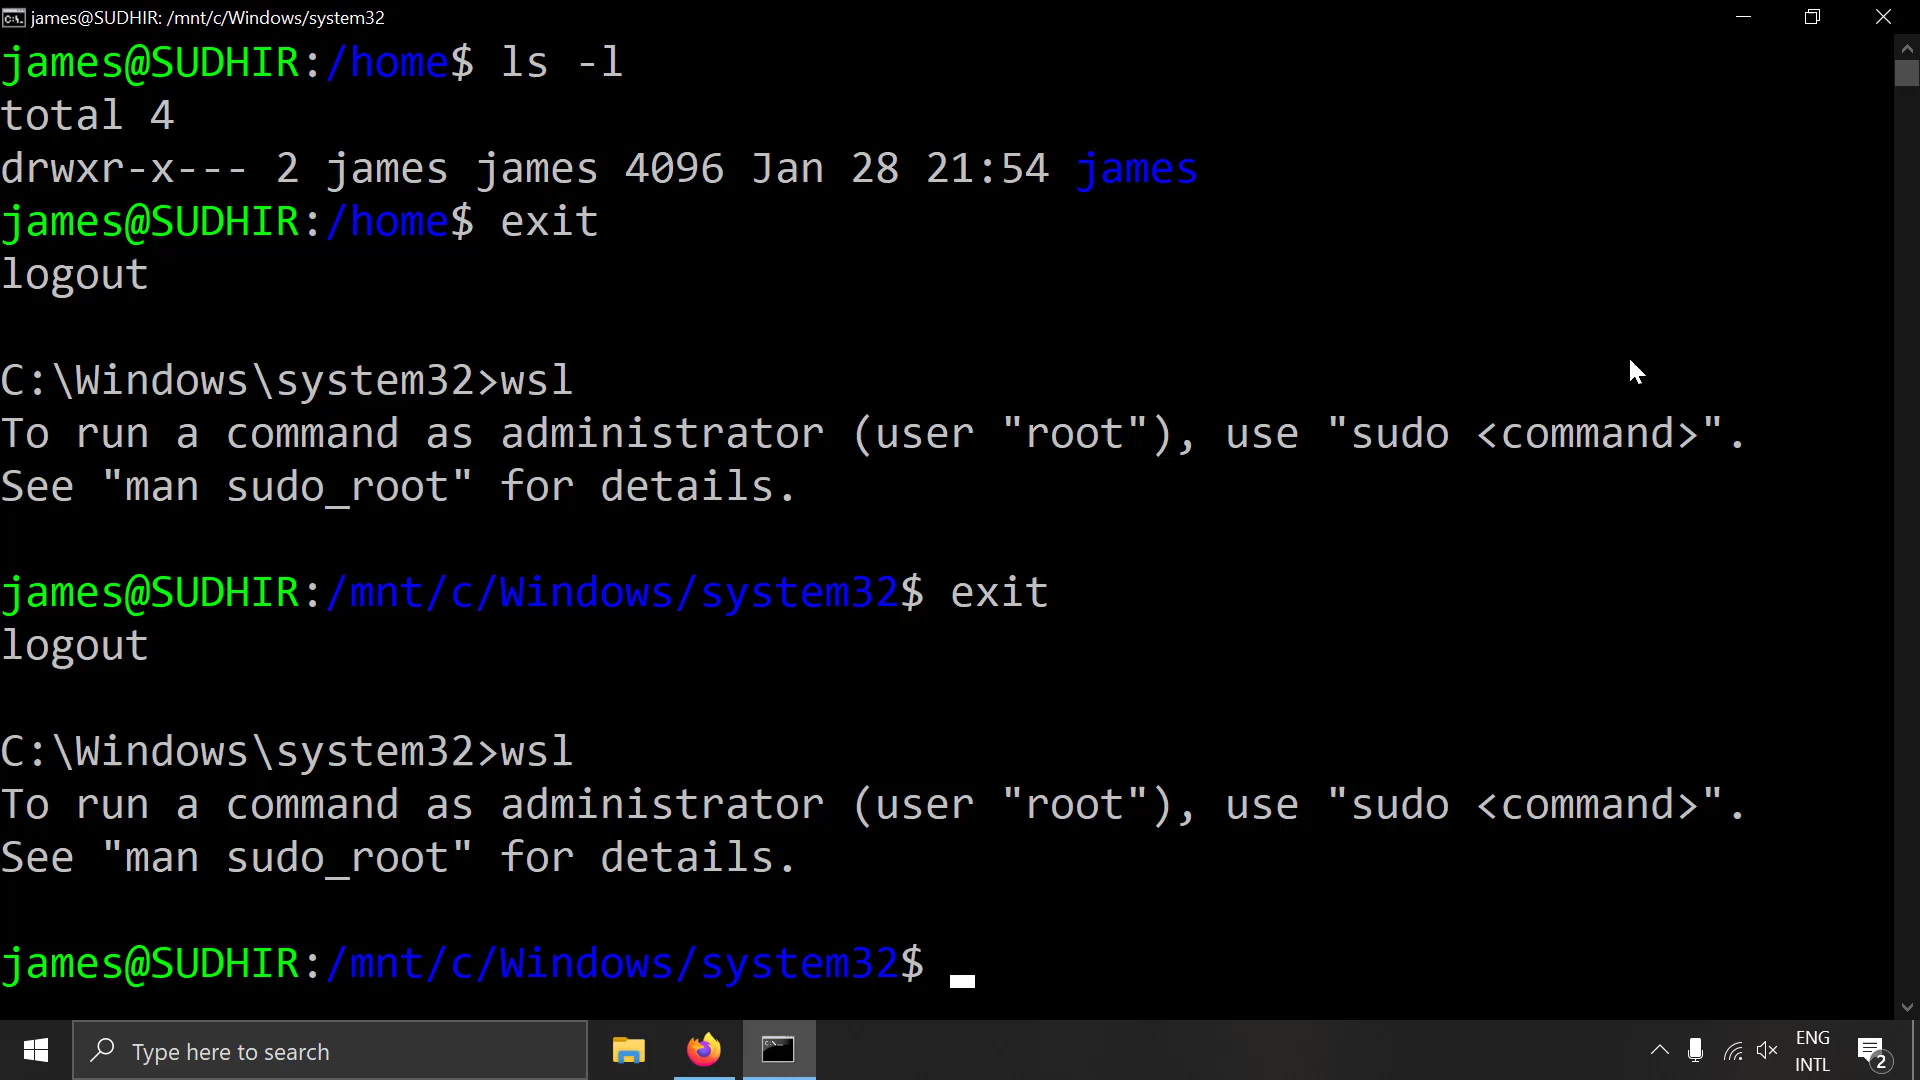 james@SUDHIR: /mnt/c/Windows/system32
james@SUDHIR:/home$ ls -l
total 4
drwxr-x--- 2 james james 4096 Jan 28 21:54 james
james@SUDHIR:/home$ exit
logout
C:\Windows\system32>wsl
To run a command as administrator (user "root"), use "sudo <command>".
See "man sudo_root" for details.
james@SUDHIR:/mnt/c/Windows/system32$ exit
logout
C:\Windows\system32>wsl
To run a command as administrator (user "root"), use "sudo <command>".
See "man sudo_root" for details.
james@SUDHIR:/mnt/c/Windows/system32$
Type here to search
ENG
INTL
2